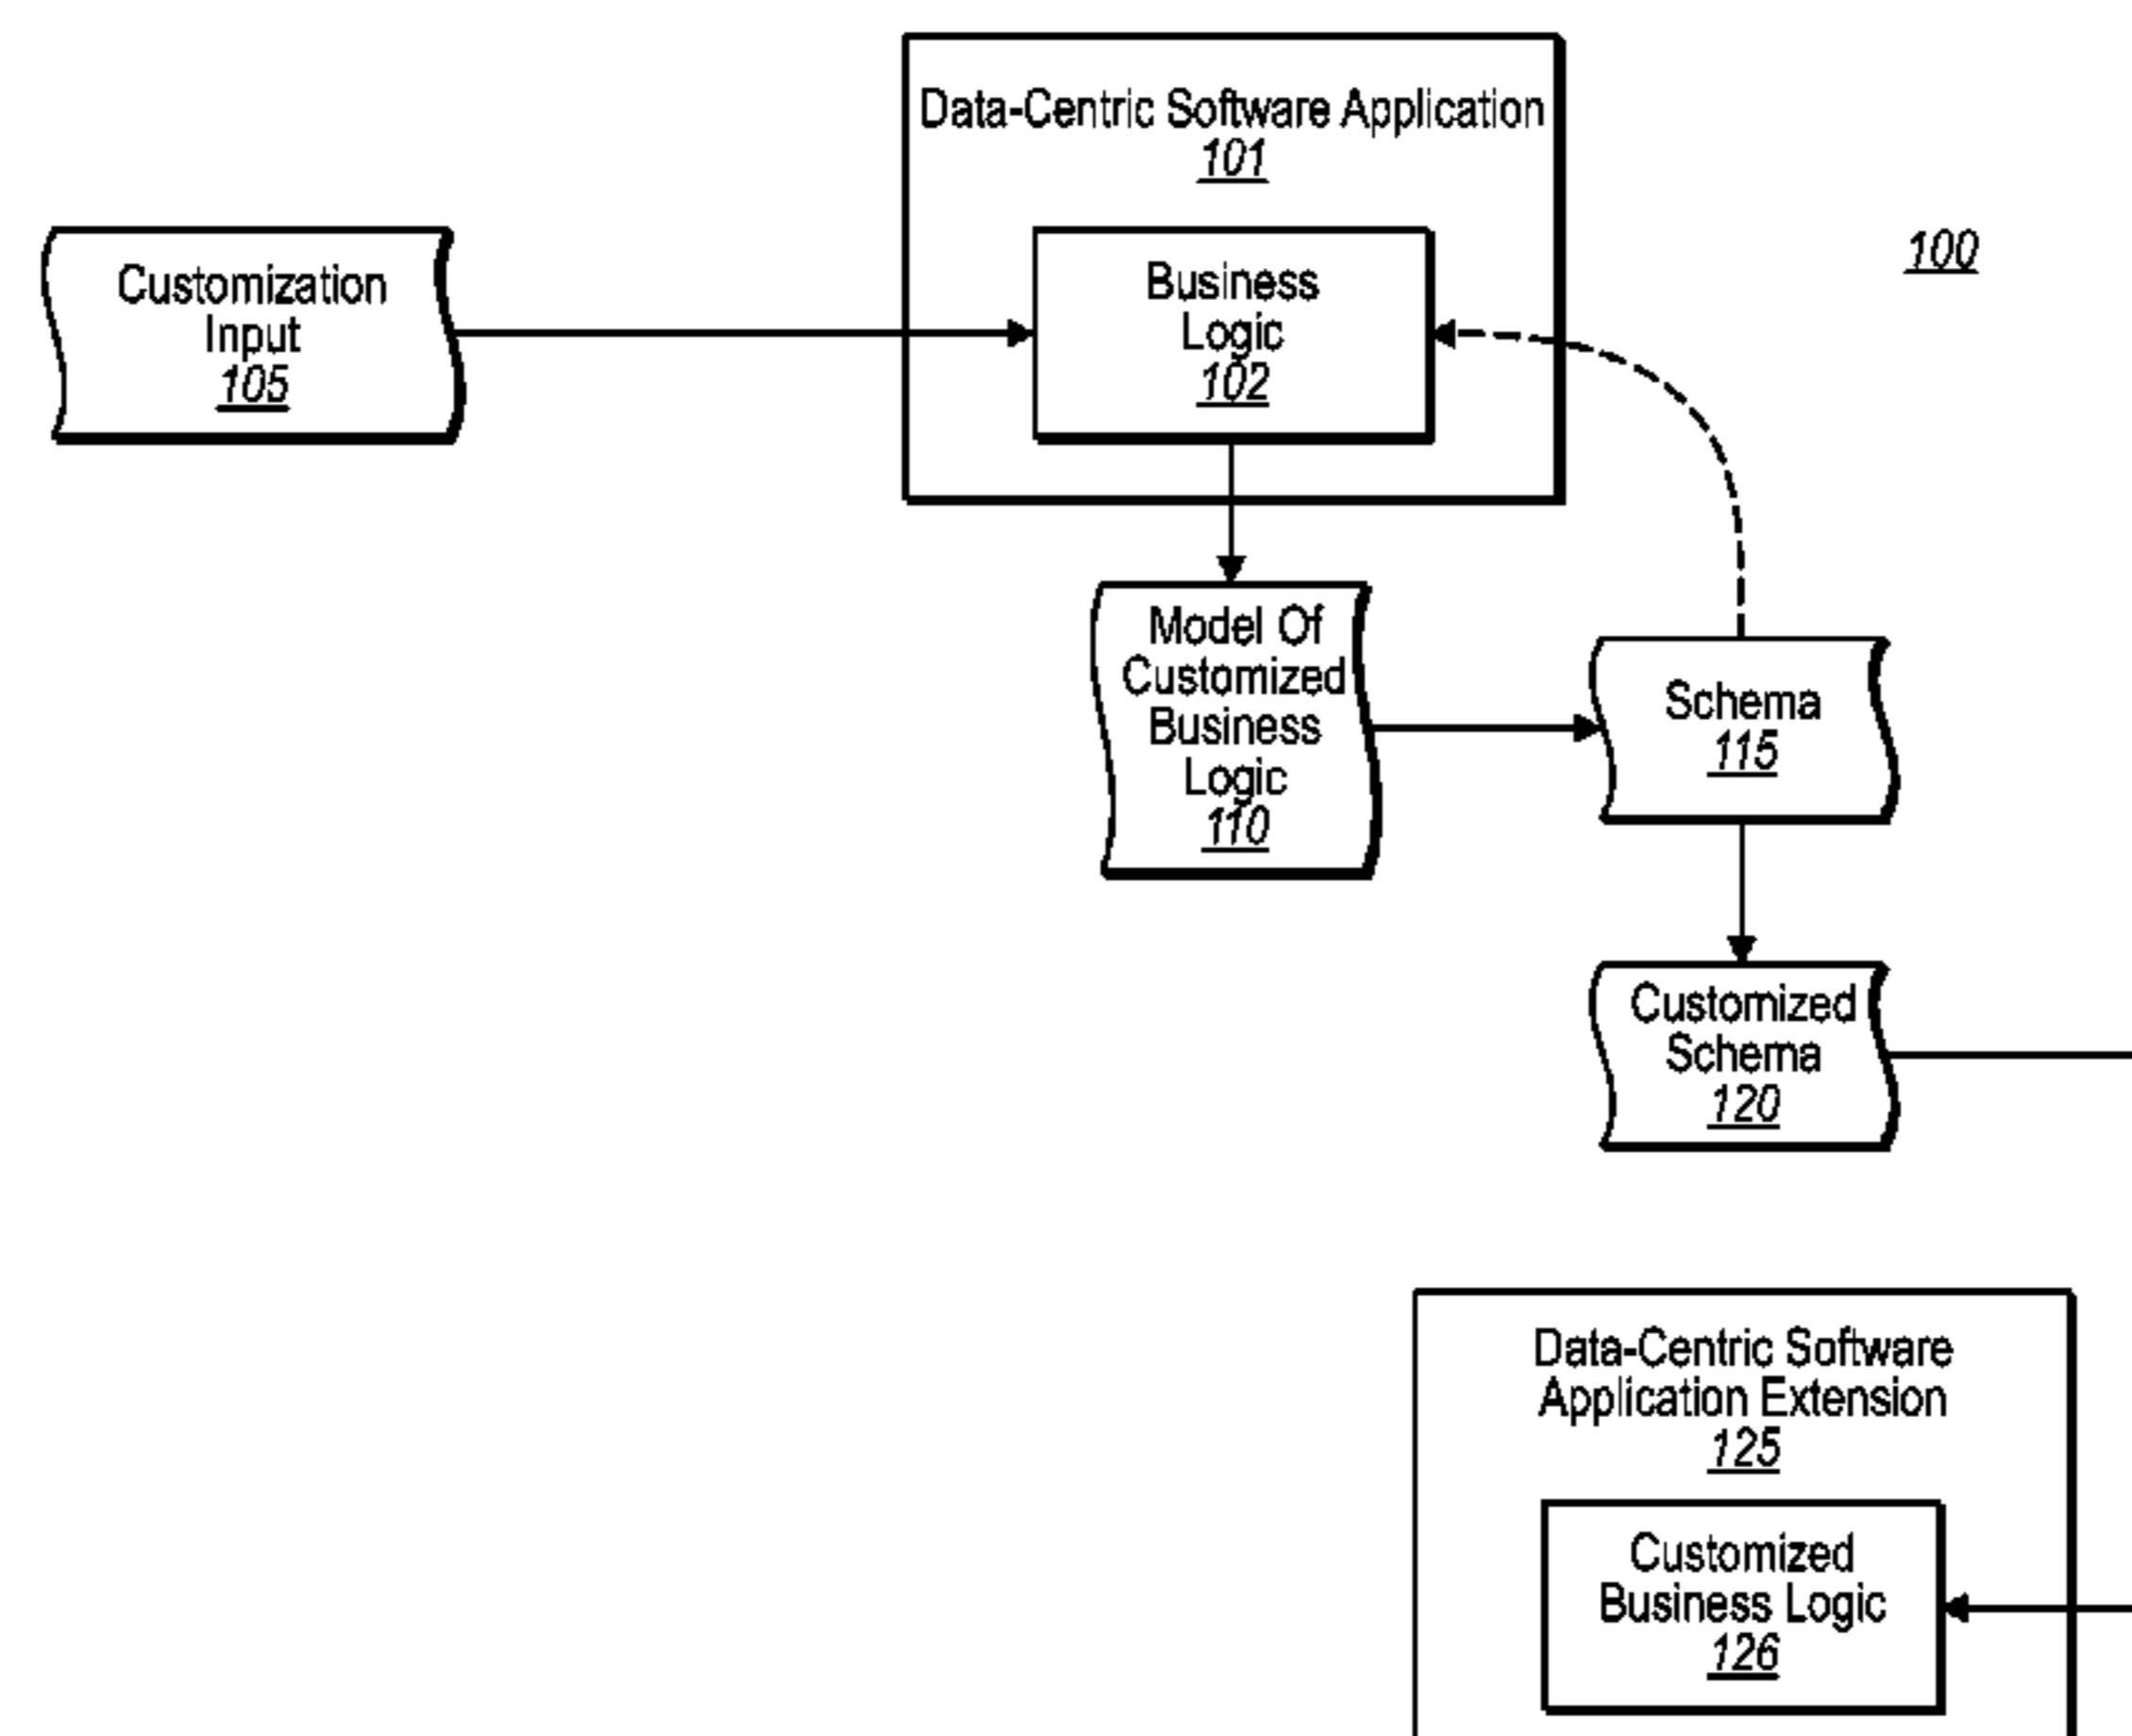 Data-Centric Software Application
101
100
Customization
Input
105
Business
Logic
102
Model Of
Customized
Business
Logic
110
Schema
115
Customized
Schema
120
Data-Centric Software
Application Extension
125
Customized
Business Logic
126